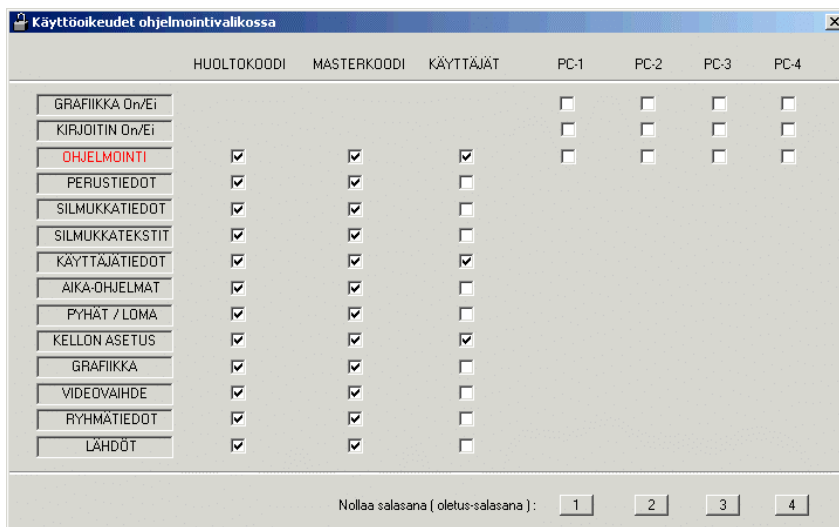 Käyttöoikeudet ohjelmointivalikossa
HUOLTOKOODI MASTERKOODI KÄYTTÄJÄT PC-1 PC-2 PC-3 PC-4
GRAFIIKKA On/Ei
KIRJOITIN On/Ei
OHJELMOINTI
PERUSTIEDOT
SILMUKKATIEDOT
SILMUKKATEKSTIT
KÄYTTÄJÄTIEDOT
AIKA-OHJELMAT
PYHÄT / LOMA
KELLON ASETUS
GRAFIIKKA
VIDEOVAIHDE
RYHMÄTIEDOT
LÄHDÖT
Nollaa salasana ( oletus-salasana ) : 1 2 3 4